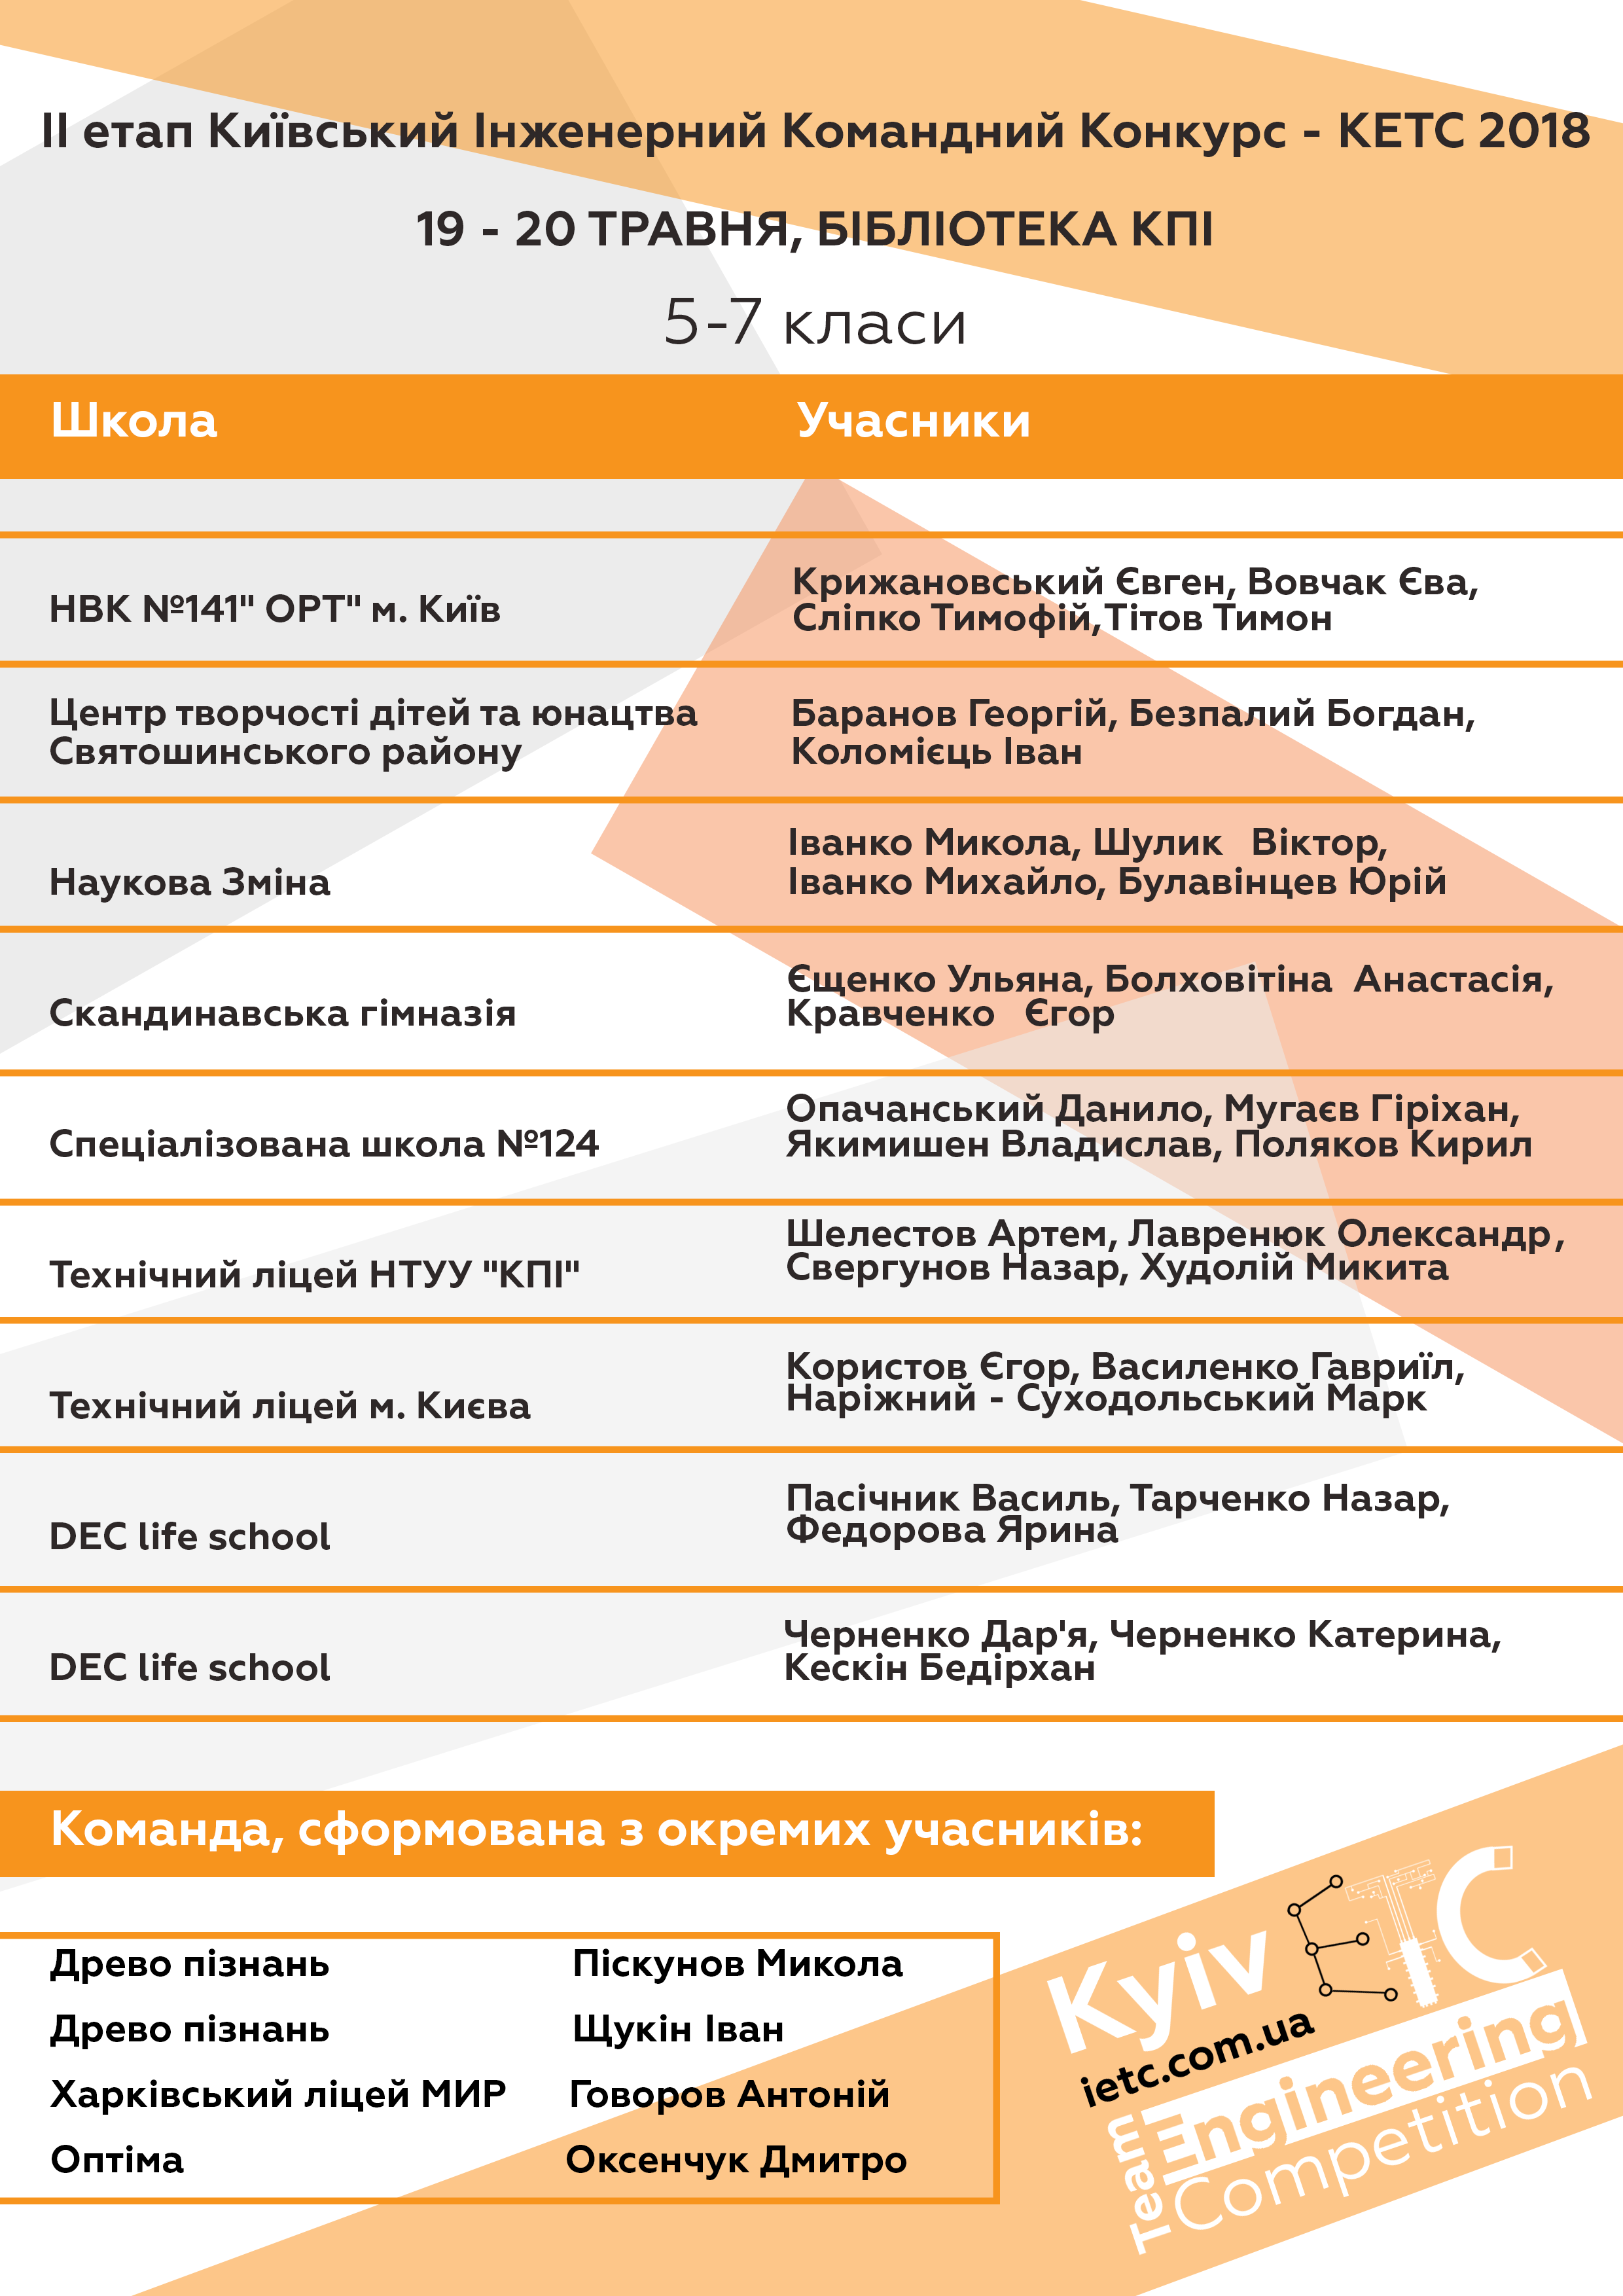 II етап Київський Інженерний Командний Конкурс - КЕТС 2018
19 - 20 ТРАВНЯ, БІБЛІОТЕКА КПІ
5-7 класи
Школа Учасники
НВК №141" ОРТ" м. Київ
Крижановський Євген, Вовчак Єва,
Сліпко Тимофій,Тітов Тимон
Центр творчості дітей та юнацтва
Святошинського району
Баранов Георгій, Безпалий Богдан,
Коломієць Іван
Наукова Зміна
Іванко Микола, Шулик Віктор,
Іванко Михайло, Булавінцев Юрій
Скандинавська гімназія
Єщенко Ульяна, Болховітіна Анастасія,
Кравченко Єгор
Спеціалізована школа №124
Опачанський Данило, Мугаєв Гіріхан,
Якимишен Владислав, Поляков Кирил
Технічний ліцей НТУУ "КПІ"
Шелестов Артем, Лавренюк Олександр,
Свергунов Назар, Худолій Микита
Технічний ліцей м. Києва
Користов Єгор, Василенко Гавриїл,
Наріжний - Суходольський Марк
DEC life school
Пасічник Василь, Тарченко Назар,
Федорова Ярина
DEC life school
Черненко Дар'я, Черненко Катерина,
Кескін Бедірхан
Команда, сформована з окремих учасників:
Древо пізнань Піскунов Микола
Древо пізнань Щукін Іван
Харківський ліцей МИР Говоров Антоній
Оптіма Оксенчук Дмитро
Kyiv ETC
ietc.com.ua
Team
Engineering
Competition